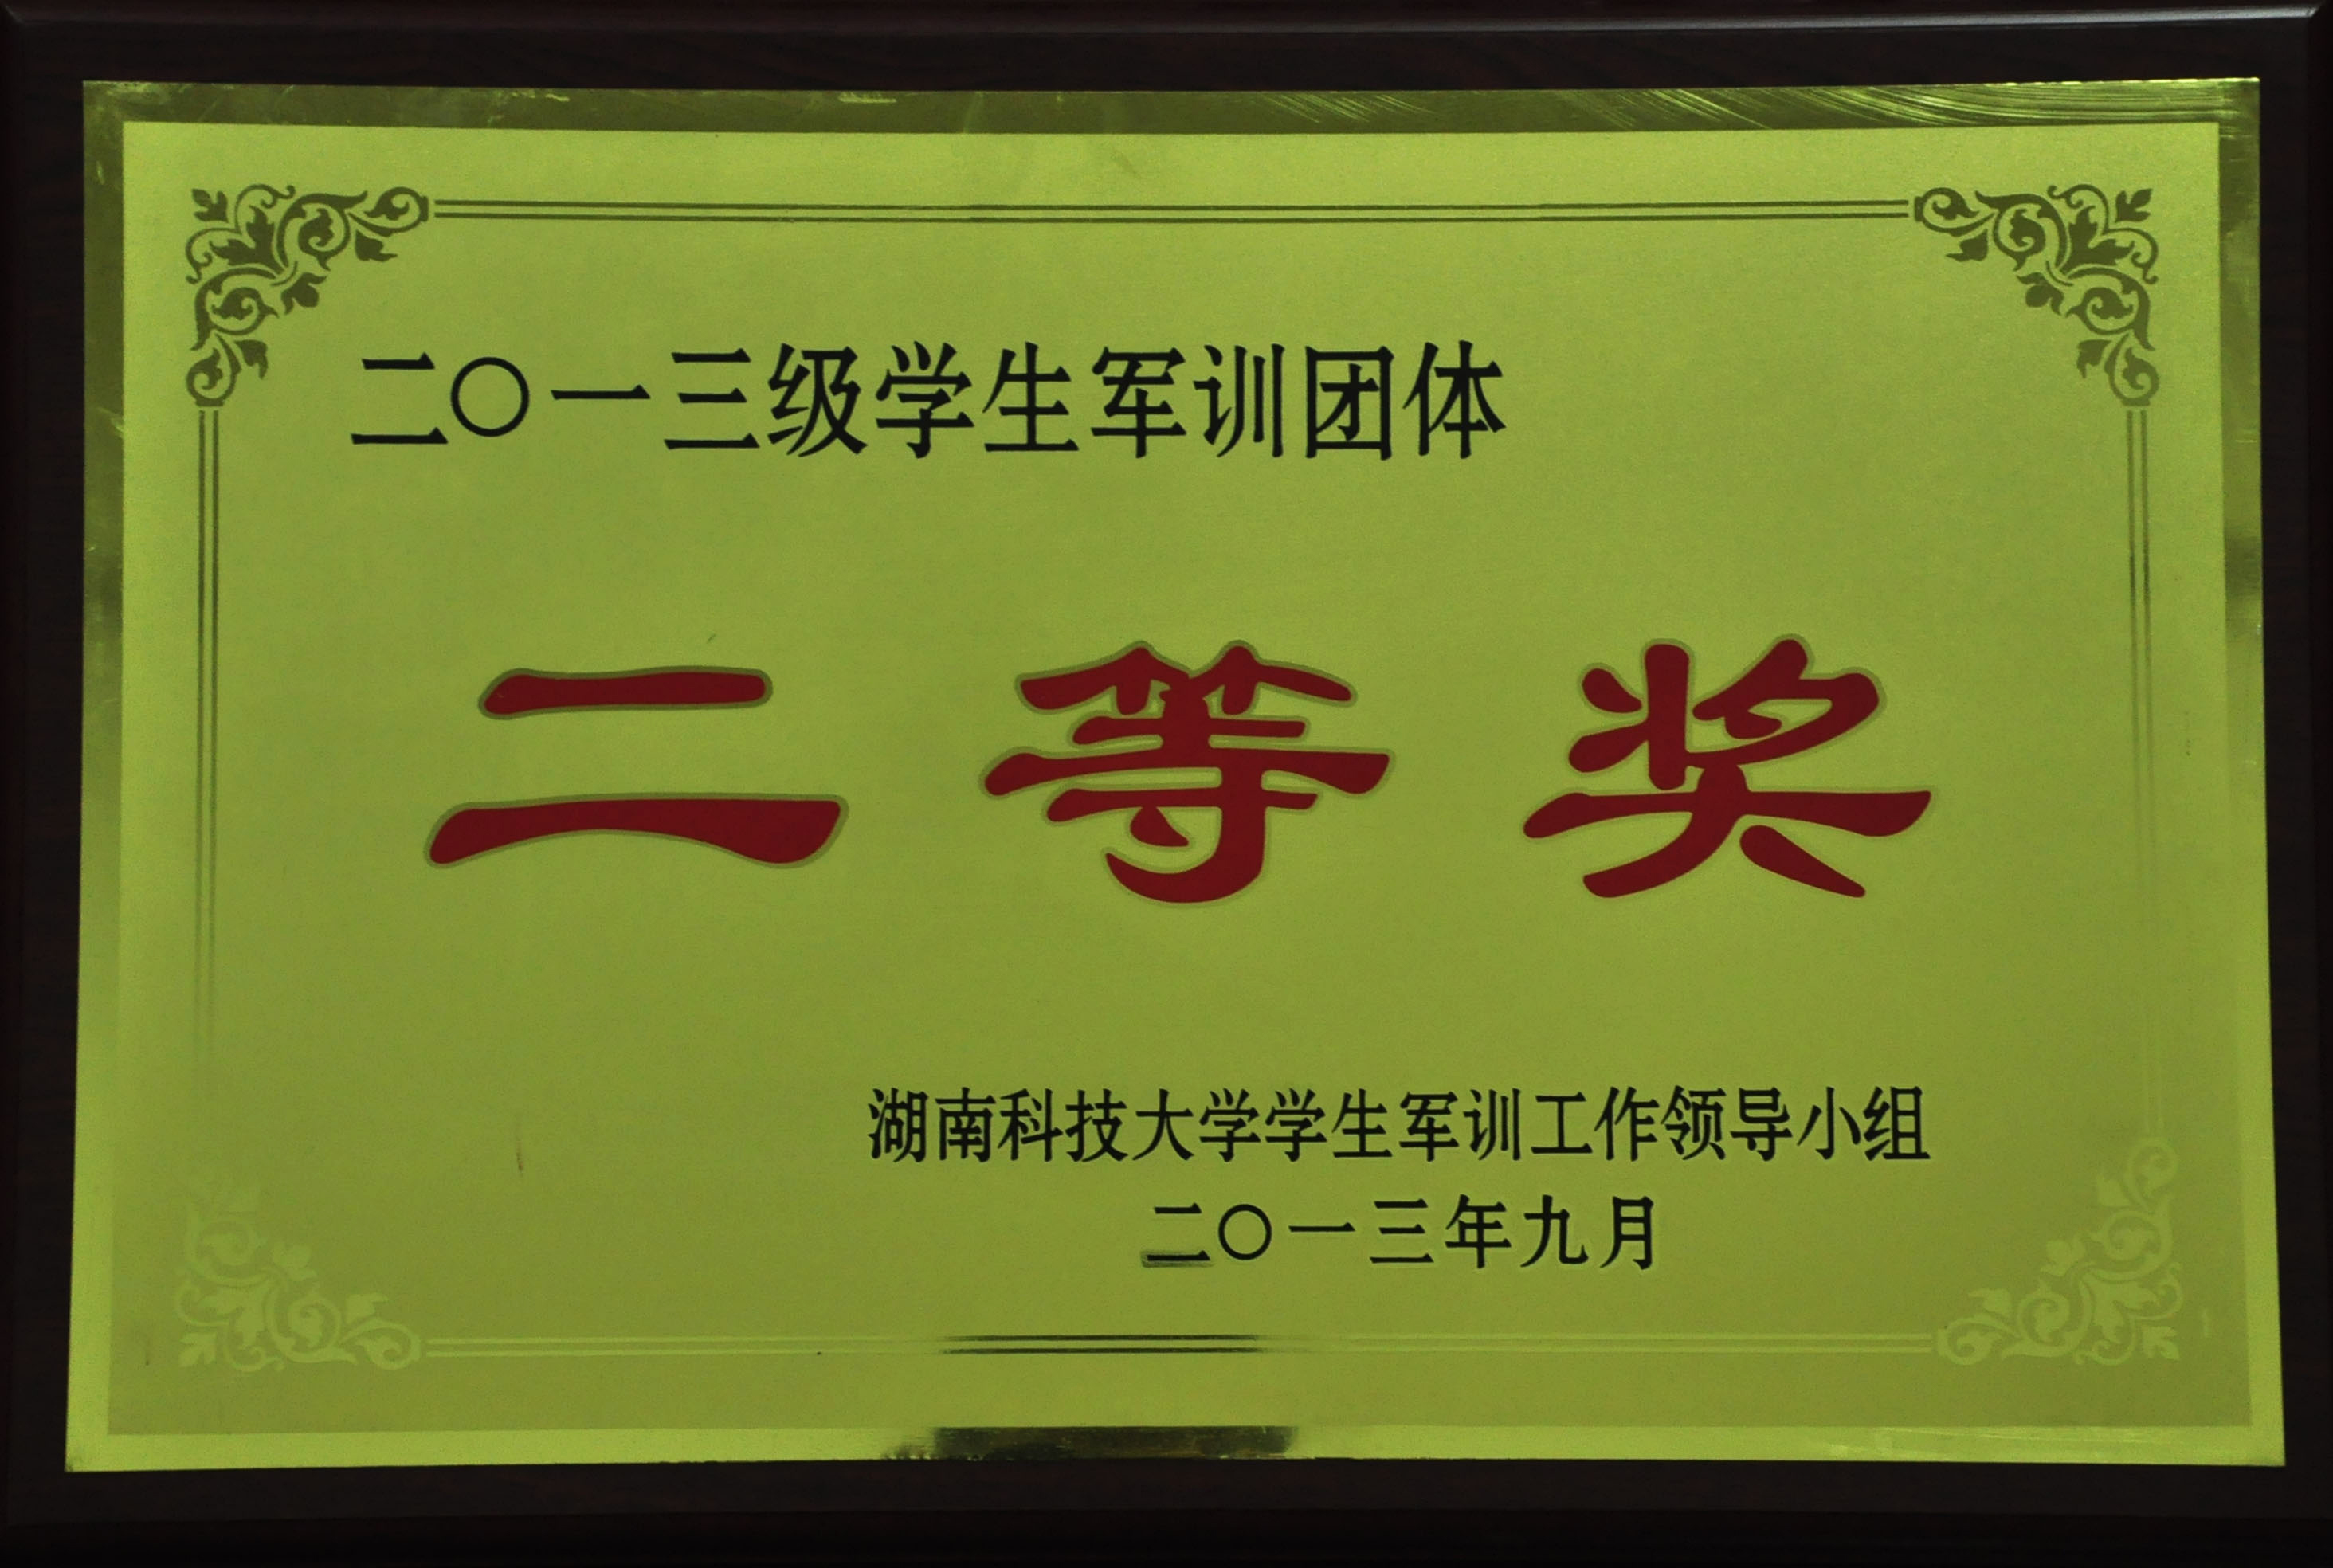 二〇一三级学生军训团体
二等奖
湖南科技大学学生军训工作领导小组
二〇一三年九月